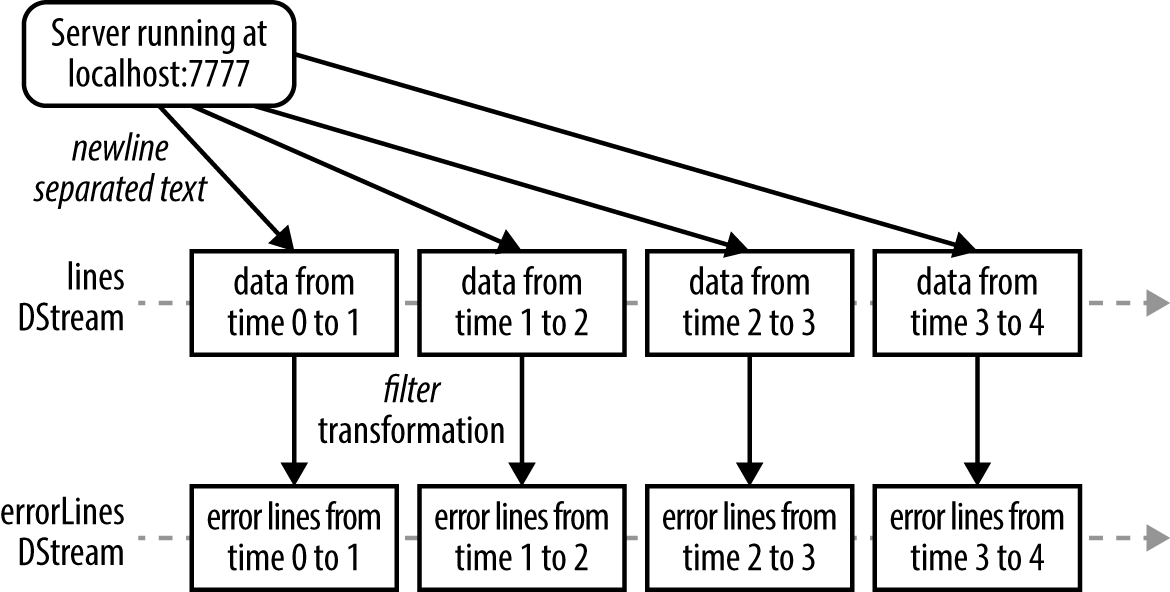 Server running at
localhost:7777
newline
separated text
lines
DStream
data from
time 0 to 1
data from
time 1 to 2
data from
time 2 to 3
data from
time 3 to 4
filter
transformation
errorLines
DStream
error lines from
time 0 to 1
error lines from
time 1 to 2
error lines from
time 2 to 3
error lines from
time 3 to 4